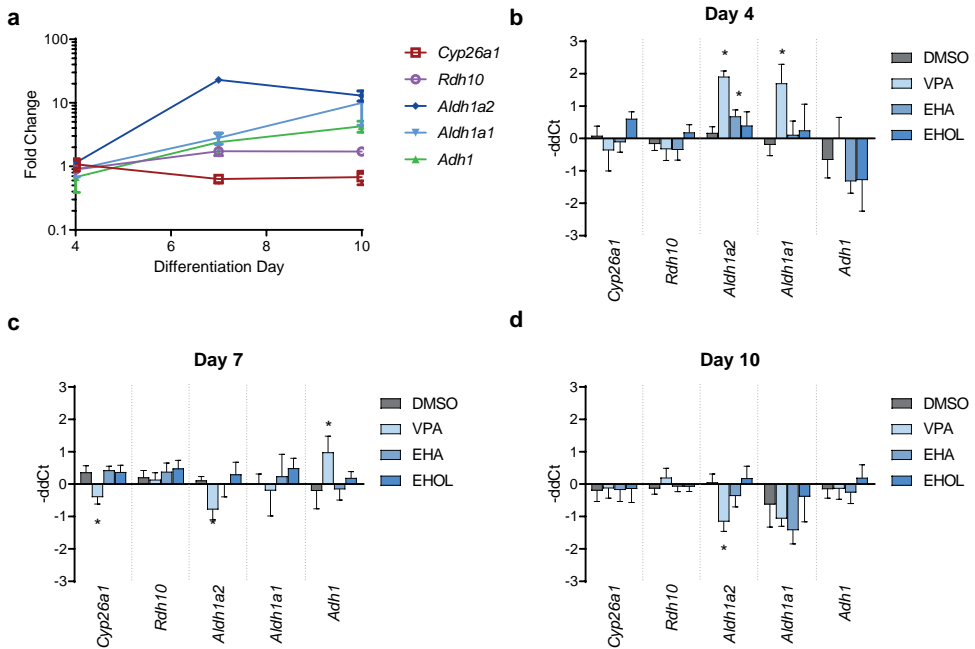 a
100
10
1
0.1
Fold Change
4
6
8
10
Differentiation Day
Cyp26a1
Rdh10
Aldh1a2
Aldh1a1
Adh1
b
Day 4
3
2
1
0
-1
-2
-3
-ddCt
* * *
Cyp26a1
Rdh10
Aldh1a2
Aldh1a1
Adh1
DMSO
VPA
EHA
EHOL
c
Day 7
3
2
1
0
-1
-2
-3
-ddCt
* * *
Cyp26a1
Rdh10
Aldh1a2
Aldh1a1
Adh1
DMSO
VPA
EHA
EHOL
d
Day 10
3
2
1
0
-1
-2
-3
-ddCt
*
Cyp26a1
Rdh10
Aldh1a2
Aldh1a1
Adh1
DMSO
VPA
EHA
EHOL